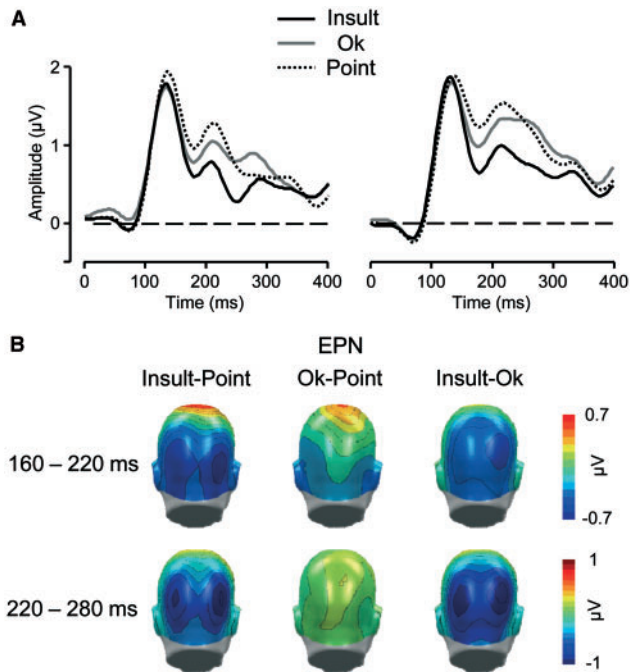 A
Insult
Ok
Point
Amplitude (µV)
2
1
0
0 100 200 300 400
Time (ms)
0 100 200 300 400
Time (ms)
B
EPN
Insult-Point Ok-Point Insult-Ok
160 – 220 ms
0.7
µV
-0.7
220 – 280 ms
1
µV
-1